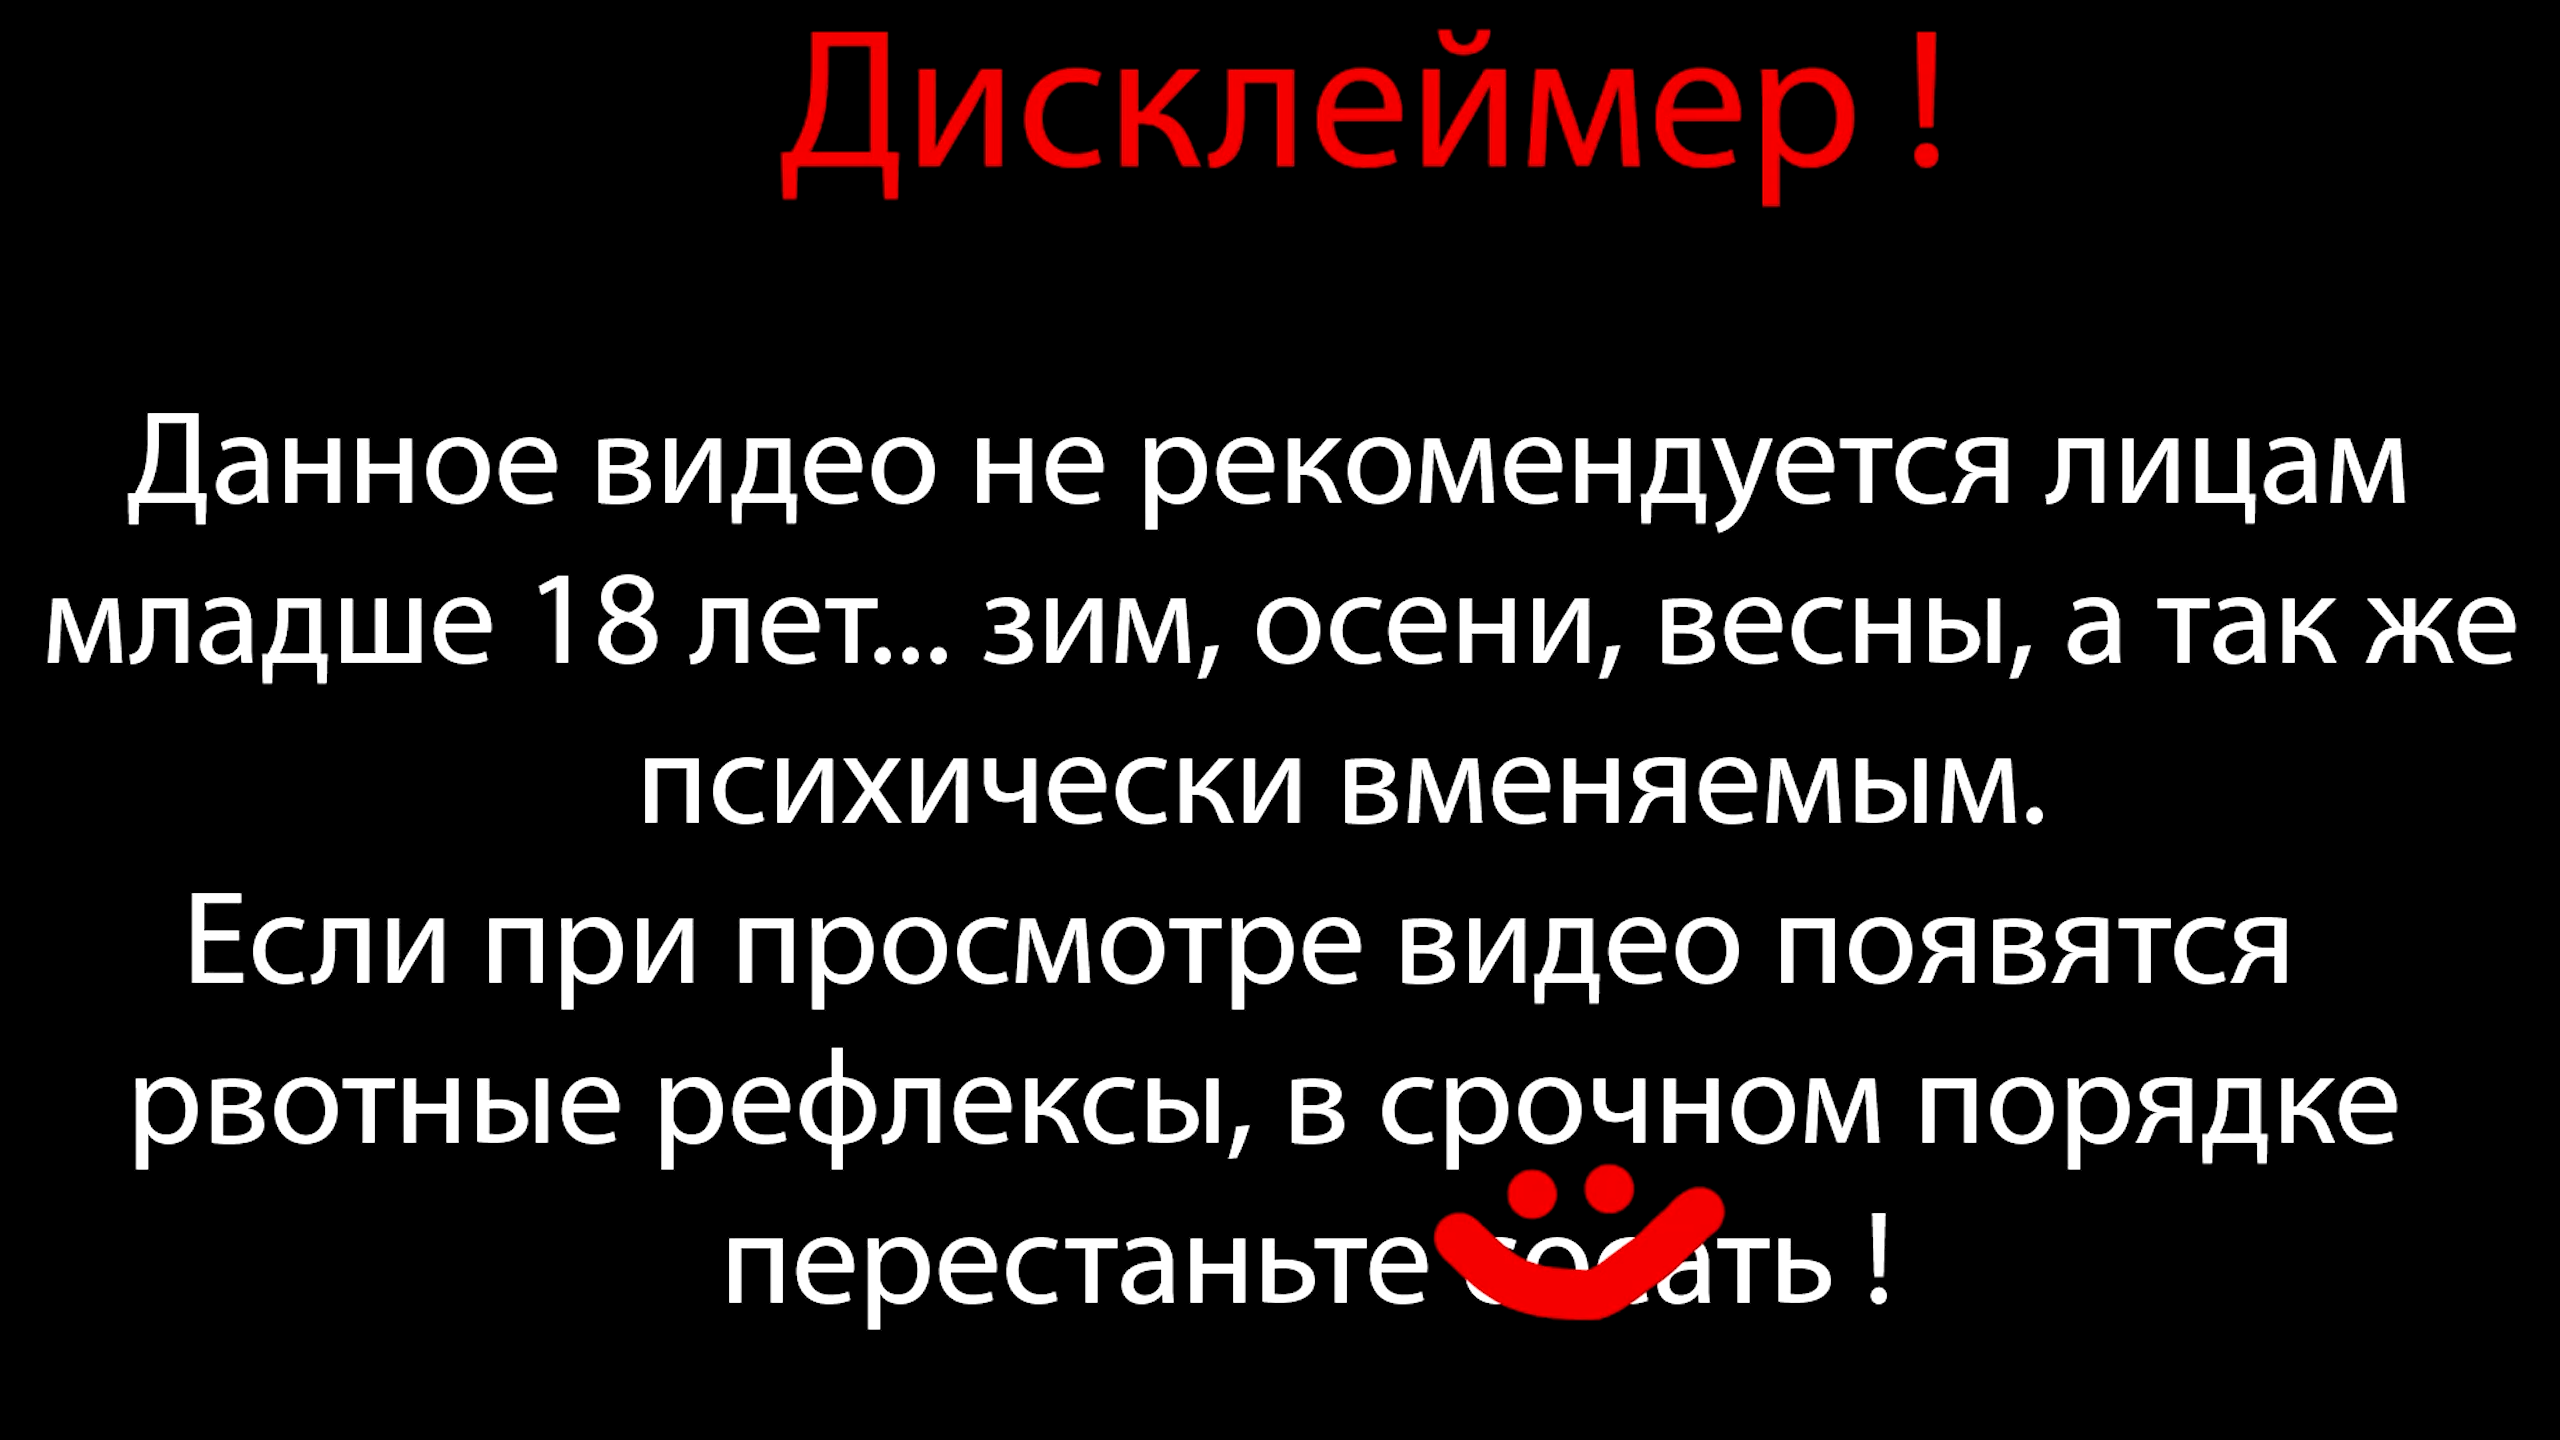 Дисклеймер !
Данное видео не рекомендуется лицам
младше 18 лет... зим, осени, весны, а так же
психически вменяемым.
Если при просмотре видео появятся
рвотные рефлексы, в срочном порядке
перестаньте сосать !